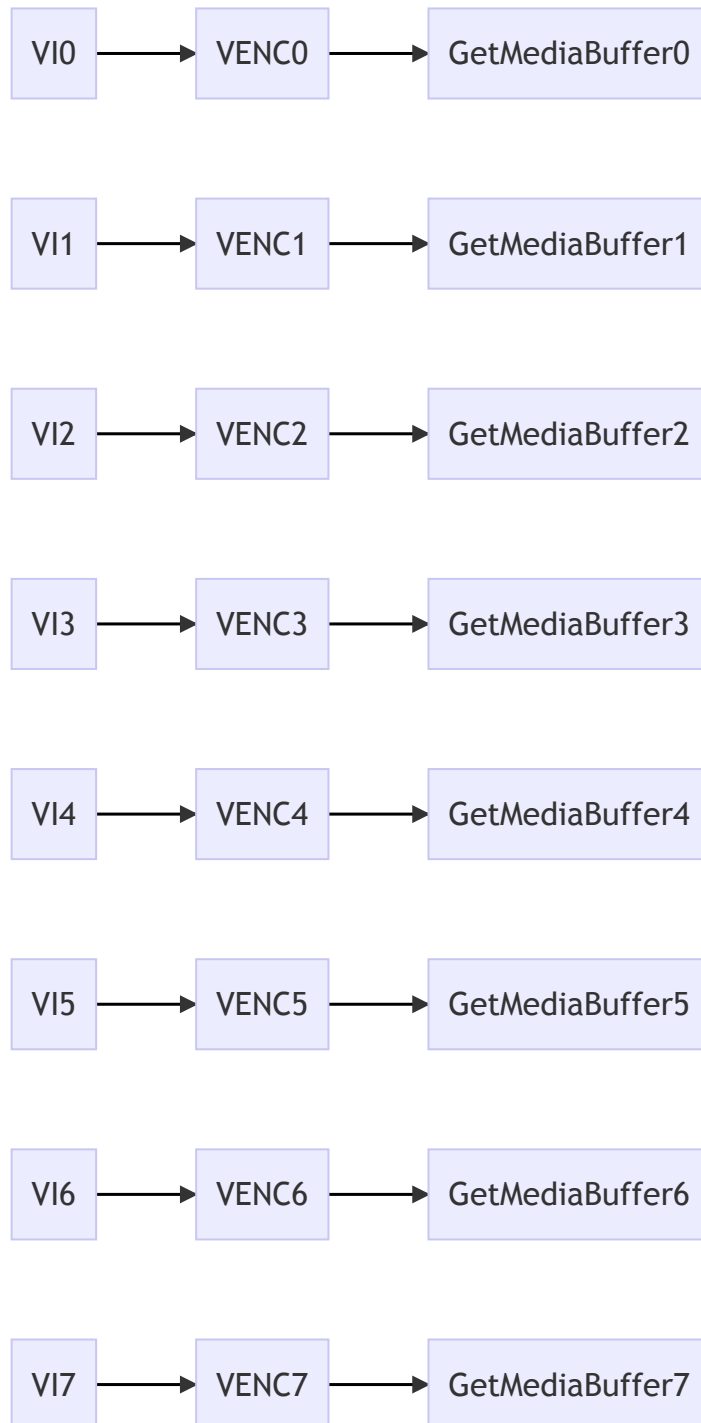 VI0 VENC0 GetMediaBuffer0
VI1 VENC1 GetMediaBuffer1
VI2 VENC2 GetMediaBuffer2
VI3 VENC3 GetMediaBuffer3
VI4 VENC4 GetMediaBuffer4
VI5 VENC5 GetMediaBuffer5
VI6 VENC6 GetMediaBuffer6
VI7 VENC7 GetMediaBuffer7